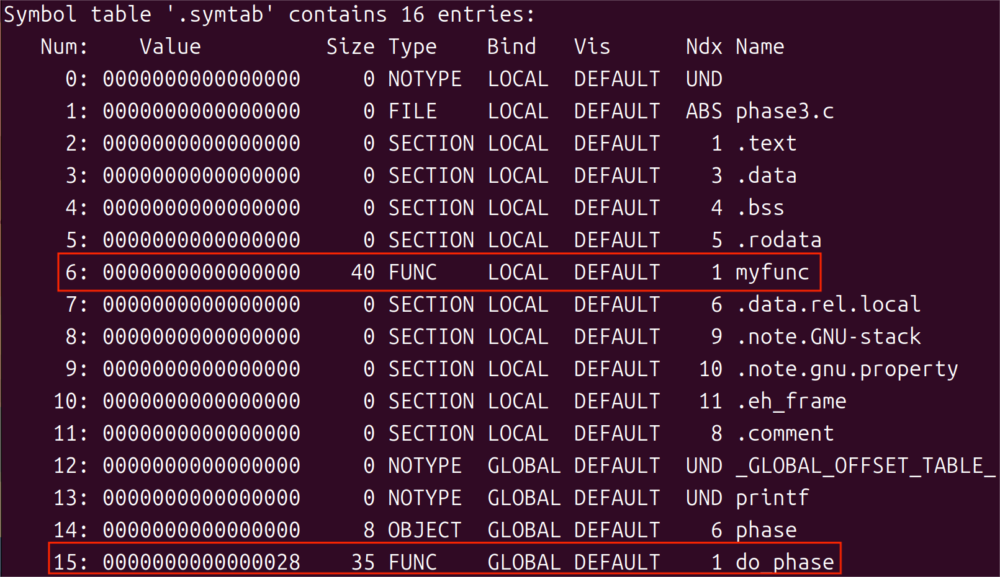 Symbol table '.symtab' contains 16 entries:
Num: Value Size Type Bind Vis Ndx Name
0: 0000000000000000 0 NOTYPE LOCAL DEFAULT UND
1: 0000000000000000 0 FILE LOCAL DEFAULT ABS phase3.c
2: 0000000000000000 0 SECTION LOCAL DEFAULT 1 .text
3: 0000000000000000 0 SECTION LOCAL DEFAULT 3 .data
4: 0000000000000000 0 SECTION LOCAL DEFAULT 4 .bss
5: 0000000000000000 0 SECTION LOCAL DEFAULT 5 .rodata
6: 0000000000000000 40 FUNC LOCAL DEFAULT 1 myfunc
7: 0000000000000000 0 SECTION LOCAL DEFAULT 6 .data.rel.local
8: 0000000000000000 0 SECTION LOCAL DEFAULT 9 .note.GNU-stack
9: 0000000000000000 0 SECTION LOCAL DEFAULT 10 .note.gnu.property
10: 0000000000000000 0 SECTION LOCAL DEFAULT 11 .eh_frame
11: 0000000000000000 0 SECTION LOCAL DEFAULT 8 .comment
12: 0000000000000000 0 NOTYPE GLOBAL DEFAULT UND _GLOBAL_OFFSET_TABLE_
13: 0000000000000000 0 NOTYPE GLOBAL DEFAULT UND printf
14: 0000000000000000 8 OBJECT GLOBAL DEFAULT 6 phase
15: 0000000000000028 35 FUNC GLOBAL DEFAULT 1 do_phase